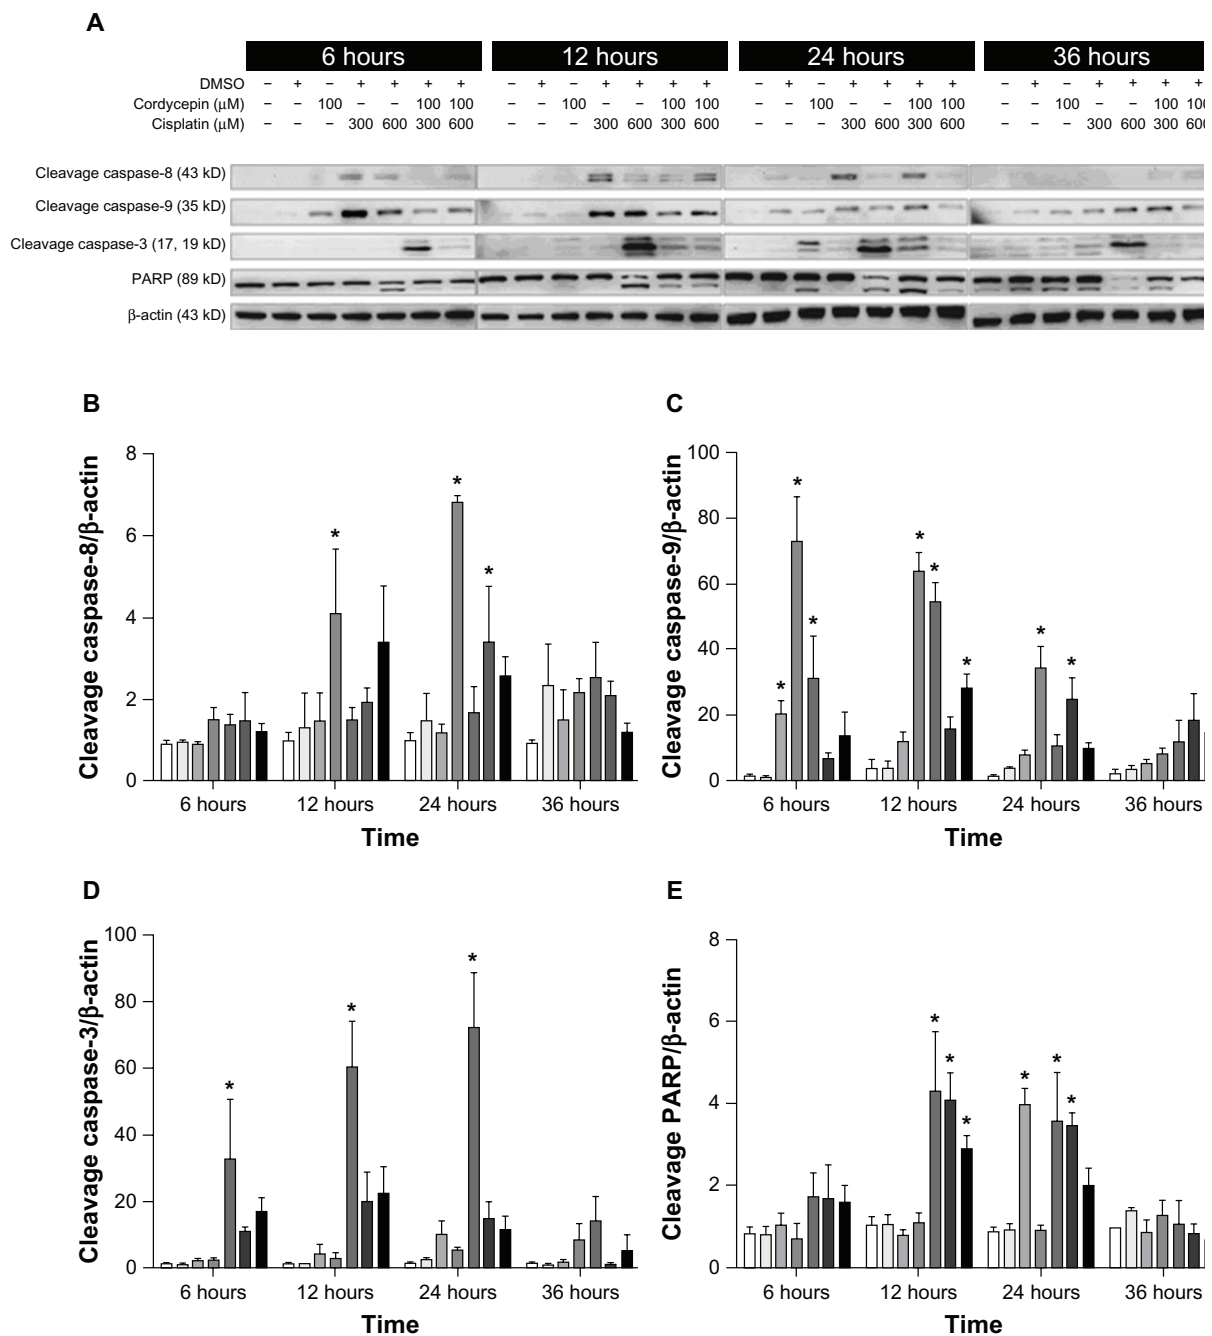 A
6 hours 12 hours 24 hours 36 hours
DMSO – + – + + + + – + – + + + + – + – + + + + – + – + + + +
Cordycepin (μM) – – 100 – – 100 100 – – 100 – – 100 100 – – 100 – – 100 100 – – 100 – – 100 100
Cisplatin (μM) – – – 300 600 300 600 – – – 300 600 300 600 – – – 300 600 300 600 – – – 300 600 300
Cleavage caspase-8 (43 kD)
Cleavage caspase-9 (35 kD)
Cleavage caspase-3 (17, 19 kD)
PARP (89 kD)
β-actin (43 kD)
B
Cleavage caspase-8/β-actin
8
6
4
2
0
* * *
6 hours 12 hours 24 hours 36 hours
Time
C
Cleavage caspase-9/β-actin
100
80
60
40
20
0
* * * * * * * *
6 hours 12 hours 24 hours 36 hours
Time
D
Cleavage caspase-3/β-actin
100
80
60
40
20
0
* * *
6 hours 12 hours 24 hours 36 hours
Time
E
Cleavage PARP/β-actin
8
6
4
2
0
* * * * * *
6 hours 12 hours 24 hours 36 hours
Time